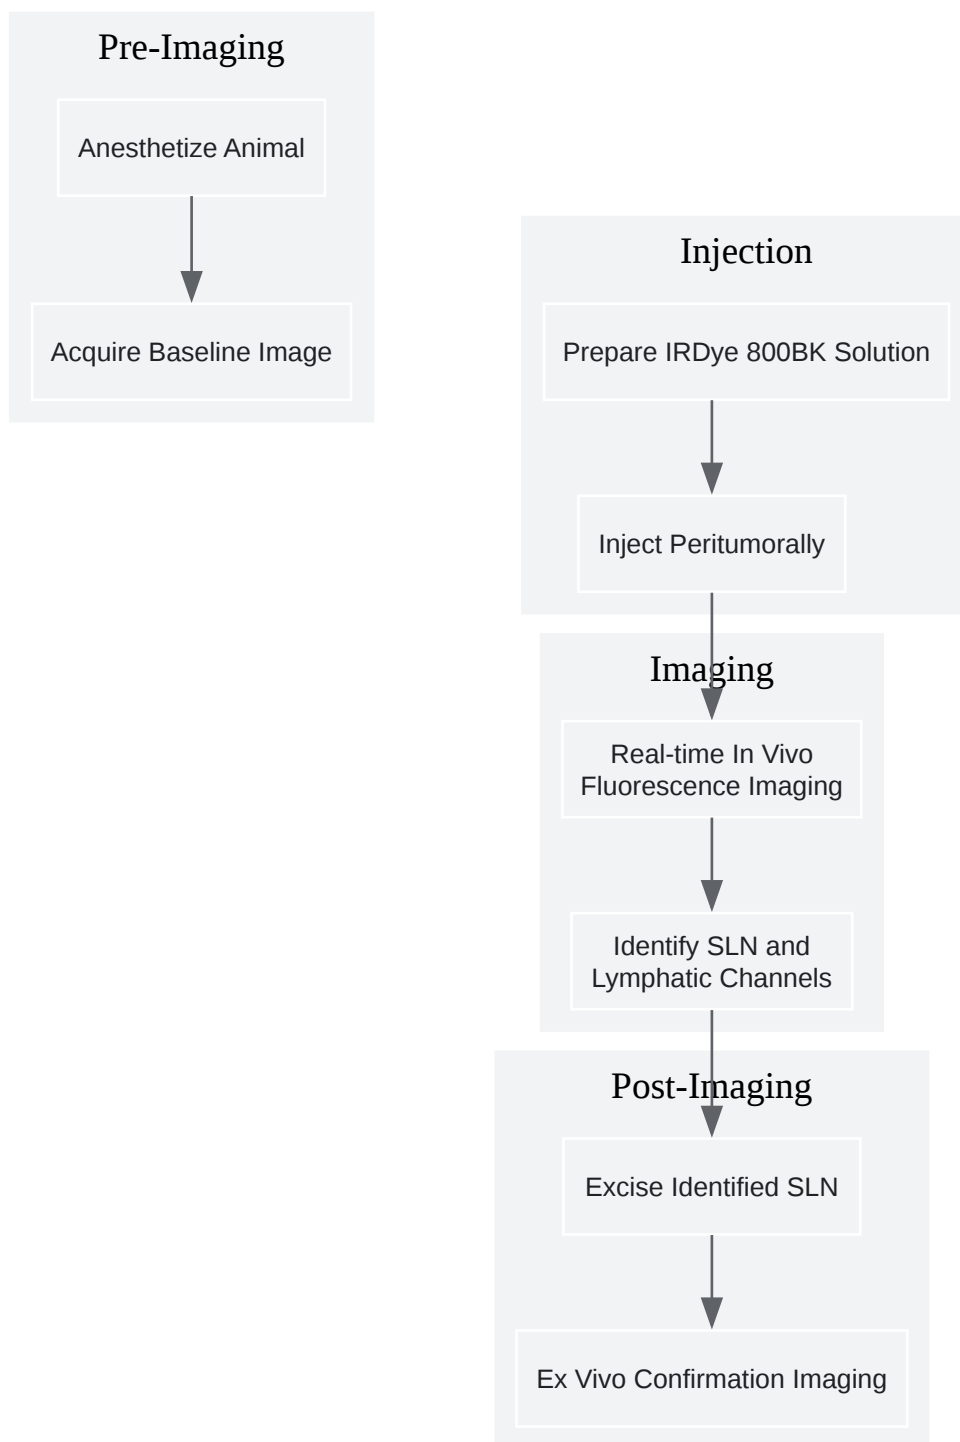 Pre-Imaging
Anesthetize Animal
Acquire Baseline Image
Injection
Prepare IRDye 800BK Solution
Inject Peritumorally
Imaging
Real-time In Vivo
Fluorescence Imaging
Identify SLN and
Lymphatic Channels
Post-Imaging
Excise Identified SLN
Ex Vivo Confirmation Imaging